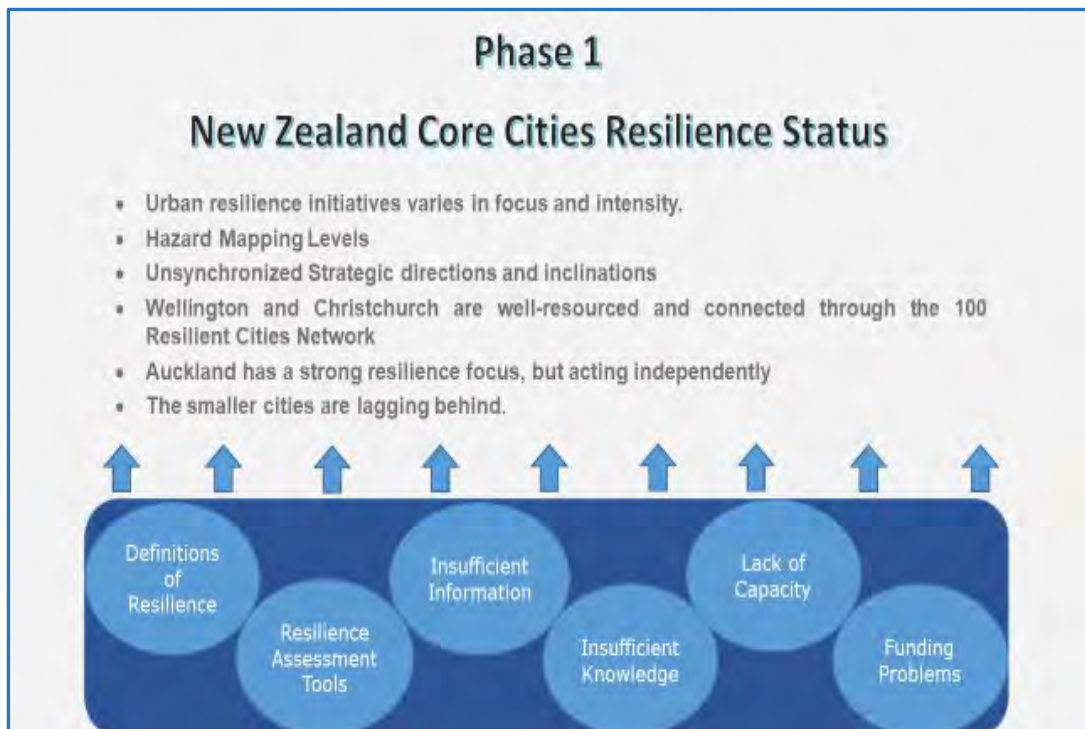 Phase 1
New Zealand Core Cities Resilience Status
• Urban resilience initiatives varies in focus and intensity.
• Hazard Mapping Levels
• Unsynchronized Strategic directions and inclinations
• Wellington and Christchurch are well-resourced and connected through the 100
Resilient Cities Network
• Auckland has a strong resilience focus, but acting independently
• The smaller cities are lagging behind.
Definitions
of
Resilience
Resilience
Assessment
Tools
Insufficient
Information
Insufficient
Knowledge
Lack of
Capacity
Funding
Problems